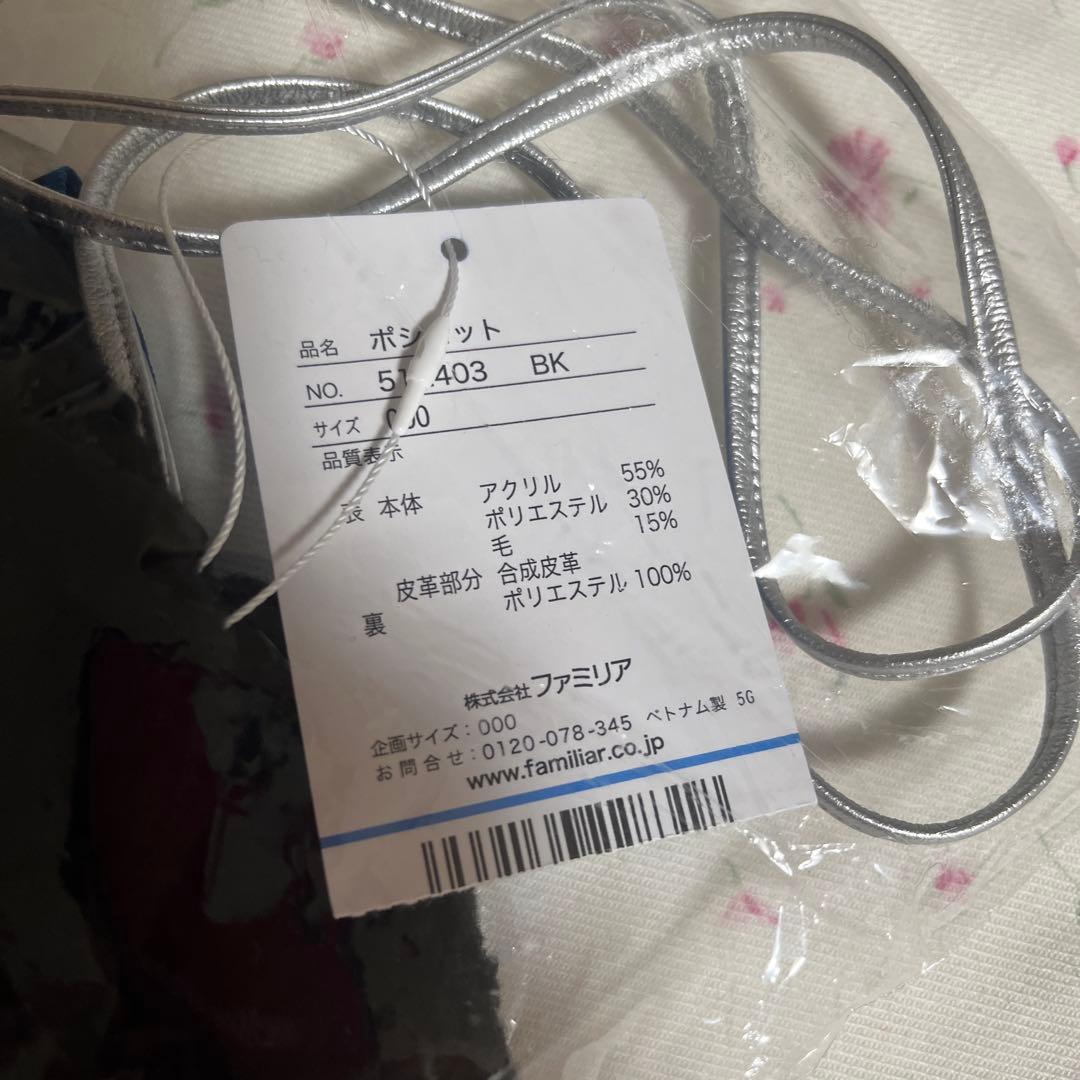 品名 ポシェット
NO. 403 BK
サイズ 000
品質表示
表 本体 アクリル 55%
ポリエステル 30%
毛 15%
皮革部分 合成皮革
裏 ポリエステル 100%
株式会社ファミリア
企画サイズ：000
お問合せ：0120-078-345 ベトナム製 5G
www.familiar.co.jp